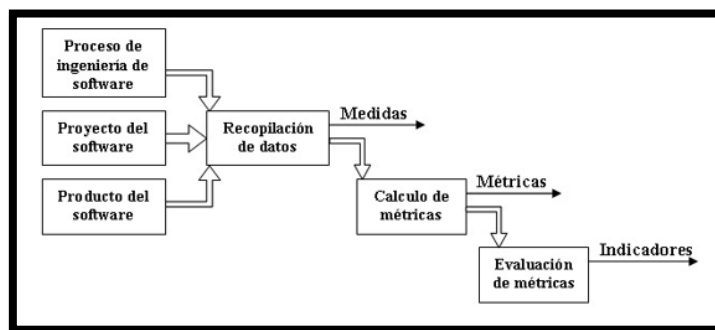 Proceso de
ingeniería de
software
Proyecto del
software
Producto del
software
Recopilación
de datos
Medidas
Calculo de
métricas
Métricas
Evaluación
de métricas
Indicadores